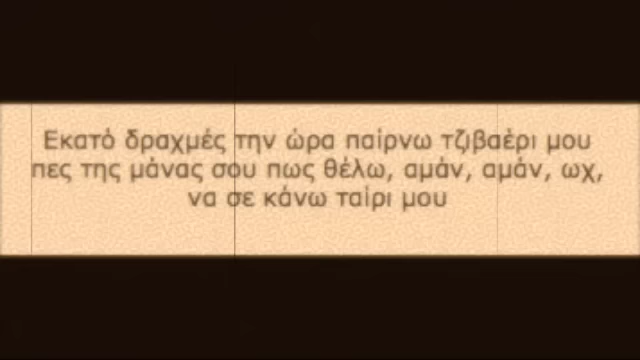 Εκατό δραχμές την ώρα παίρνω τζιβαέρι μου
πες της μάνας σου πως θέλω, αμάν, αμάν, ωχ,
να σε κάνω ταίρι μου